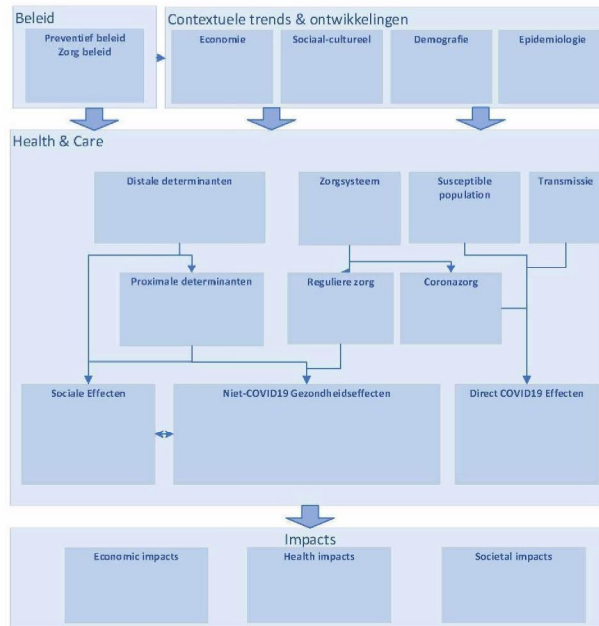 Beleid
Contextuele trends & ontwikkelingen
Preventief beleid
Zorg beleid
Economie
Sociaal-cultureel
Demografie
Epidemiologie
Health & Care
Distale determinanten
Zorgsysteem
Susceptible
population
Transmissie
Proximale determinanten
Reguliere zorg
Coronazorg
Sociale Effecten
Niet-COVID19 Gezondheidseffecten
Direct COVID19 Effecten
Impacts
Economic impacts
Health impacts
Societal impacts